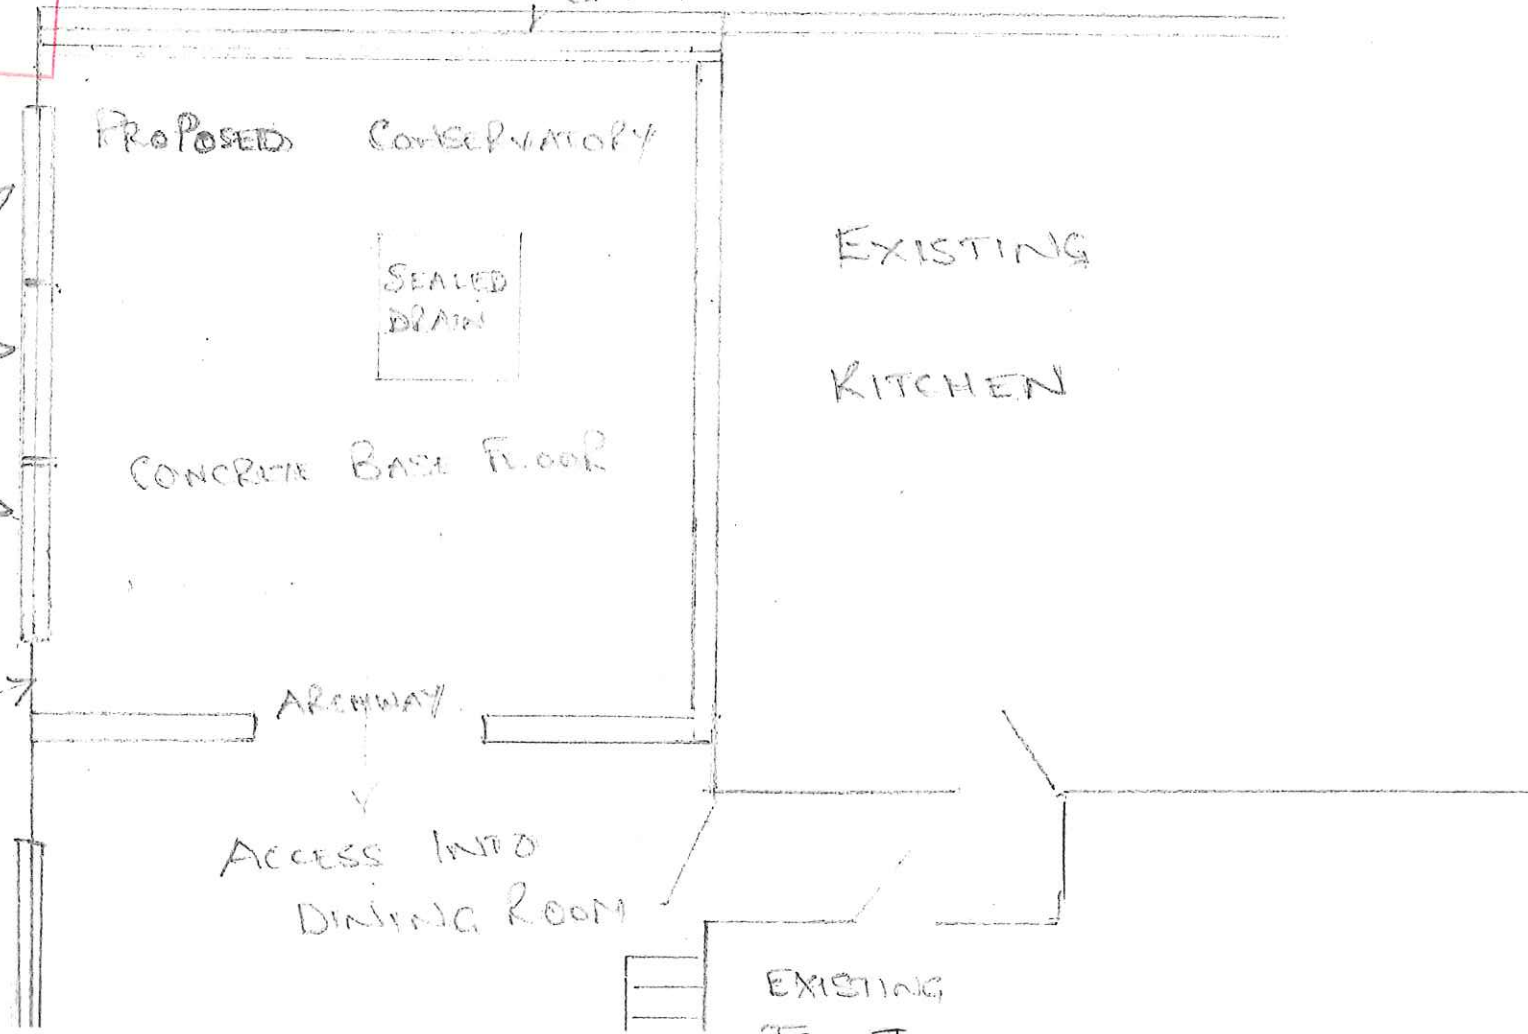 PROPOSED CONSERVATORY
EXISTING
SEALED
DRAIN
KITCHEN
CONCRETE BASE FLOOR
ARCHWAY
ACCESS INTO
DINING ROOM
EXISTING